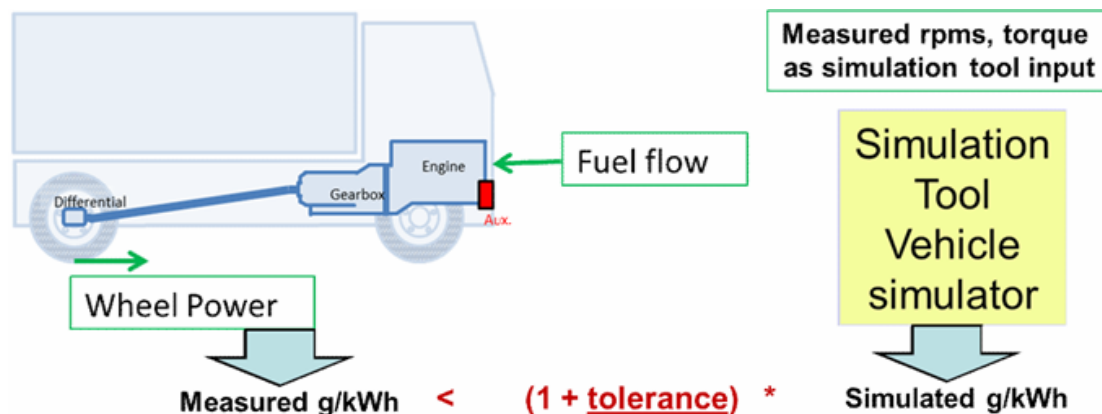 Measured rpms, torque
as simulation tool input
Engine
Fuel flow
Gearbox
Differential
Aux.
Simulation
Tool
Vehicle
simulator
Wheel Power
Measured g/kWh < (1 + tolerance) * Simulated g/kWh